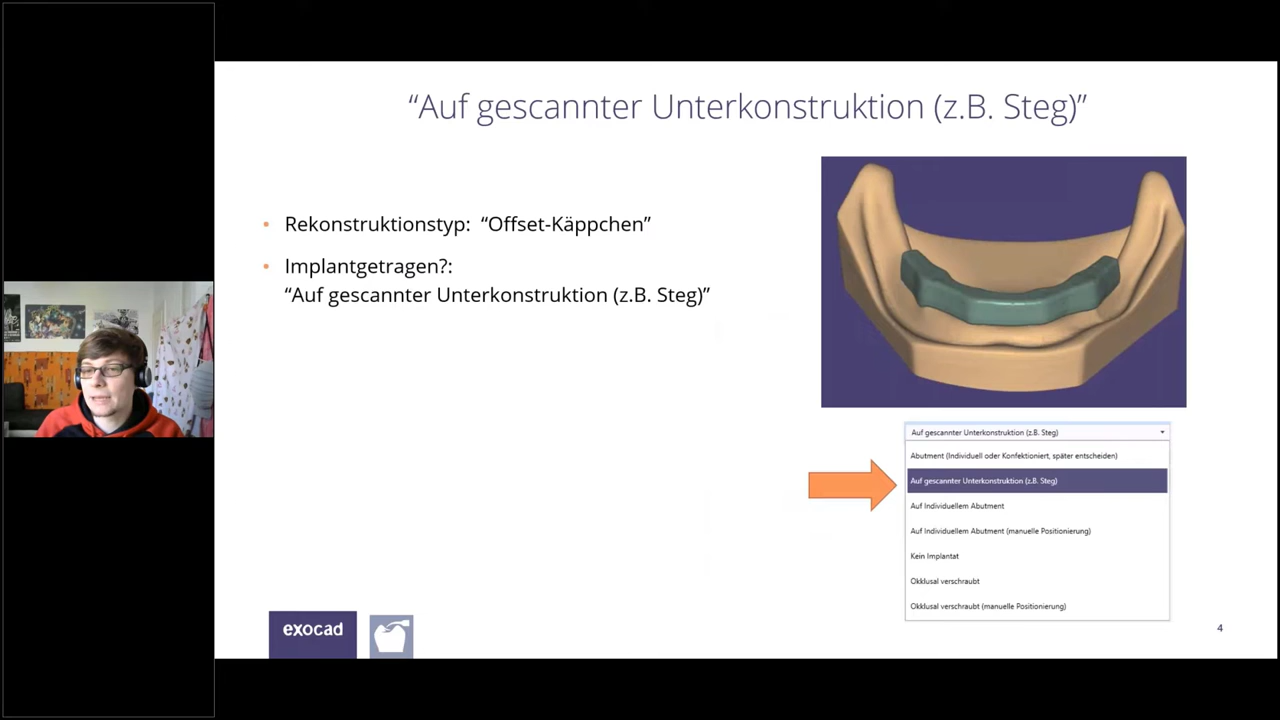 “Auf gescannter Unterkonstruktion (z.B. Steg)”
• Rekonstruktionstyp: “Offset-Käppchen”
• Implantgetragen?:
“Auf gescannter Unterkonstruktion (z.B. Steg)”
Auf gescannter Unterkonstruktion (z.B. Steg)
Abutment (Individuell oder Konfektioniert, später entscheiden)
Auf gescannter Unterkonstruktion (z.B. Steg)
Auf Individuellem Abutment
Auf Individuellem Abutment (manuelle Positionierung)
Kein Implantat
Okklusal verschraubt
Okklusal verschraubt (manuelle Positionierung)
exocad
4